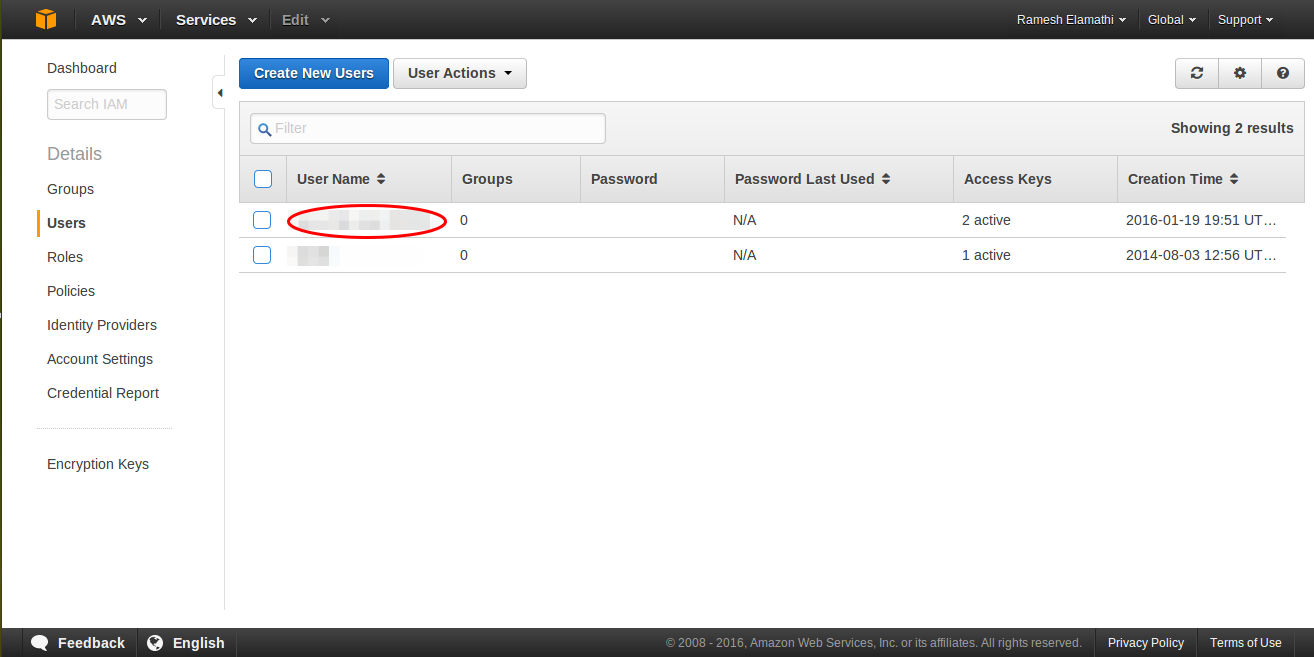 AWS Services Edit Ramesh Elamathi Global Support
Dashboard
Search IAM
Details
Groups
Users
Roles
Policies
Identity Providers
Account Settings
Credential Report
Encryption Keys
Create New Users User Actions
Filter Showing 2 results
User Name Groups Password Password Last Used Access Keys Creation Time
0 N/A 2 active 2016-01-19 19:51 UT…
0 N/A 1 active 2014-08-03 12:56 UT…
Feedback English © 2008 - 2016, Amazon Web Services, Inc. or its affiliates. All rights reserved. Privacy Policy Terms of Use